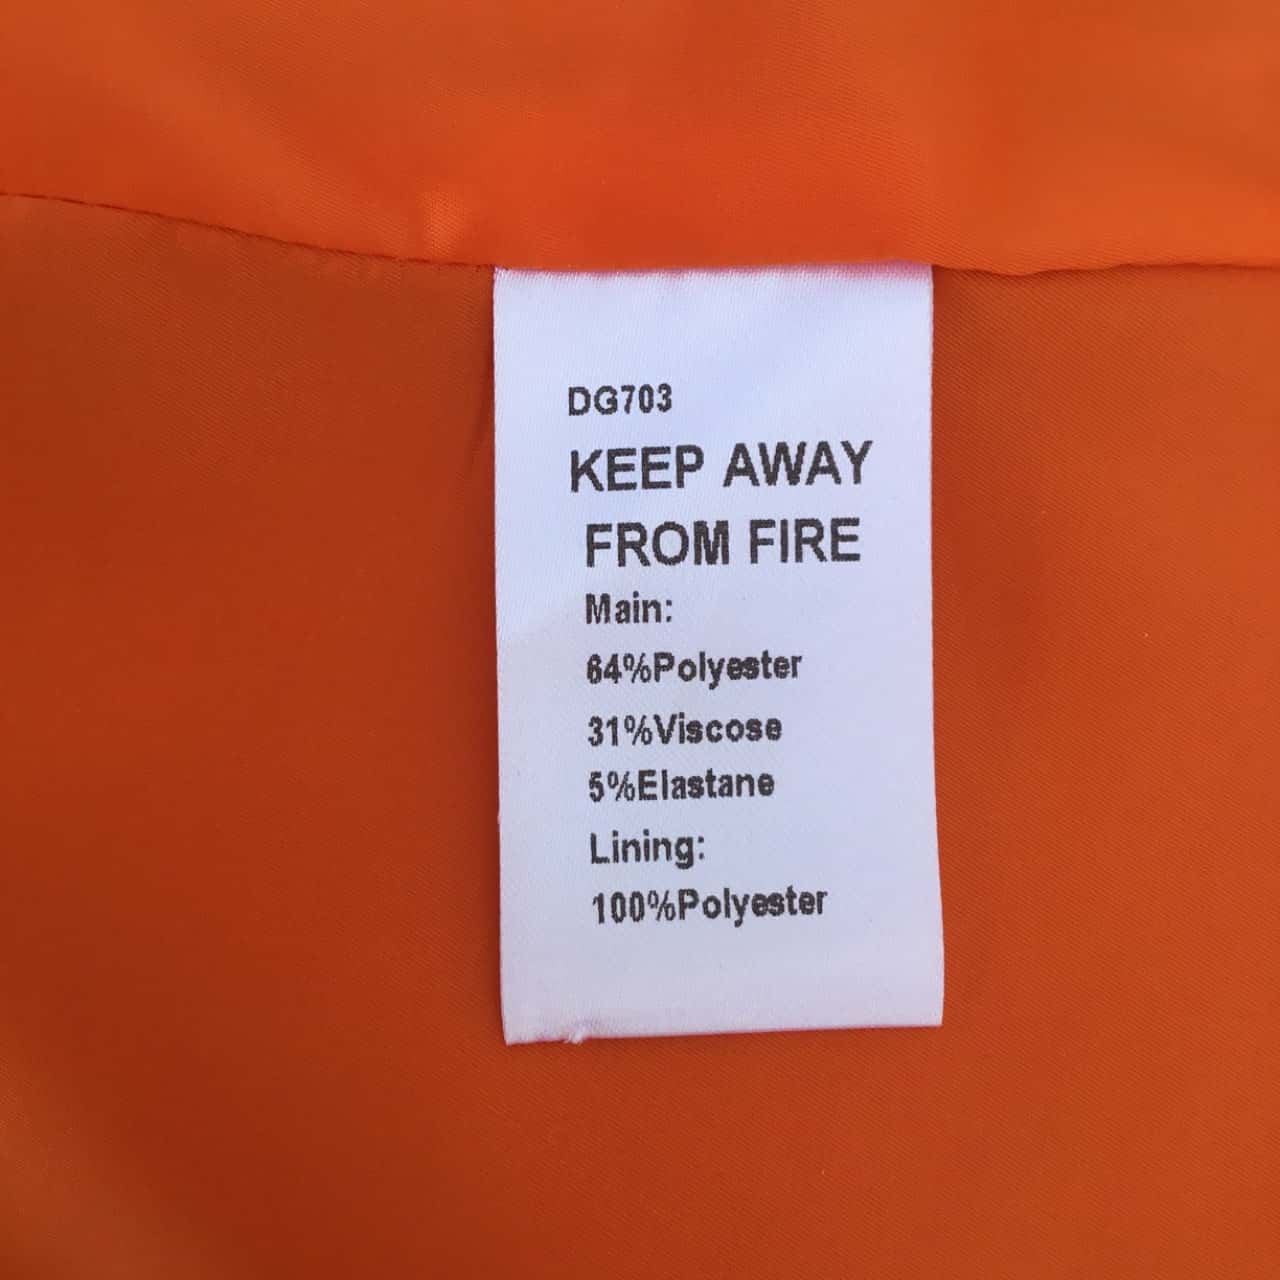 DG703
KEEP AWAY
FROM FIRE
Main:
64%Polyester
31%Viscose
5%Elastane
Lining:
100%Polyester